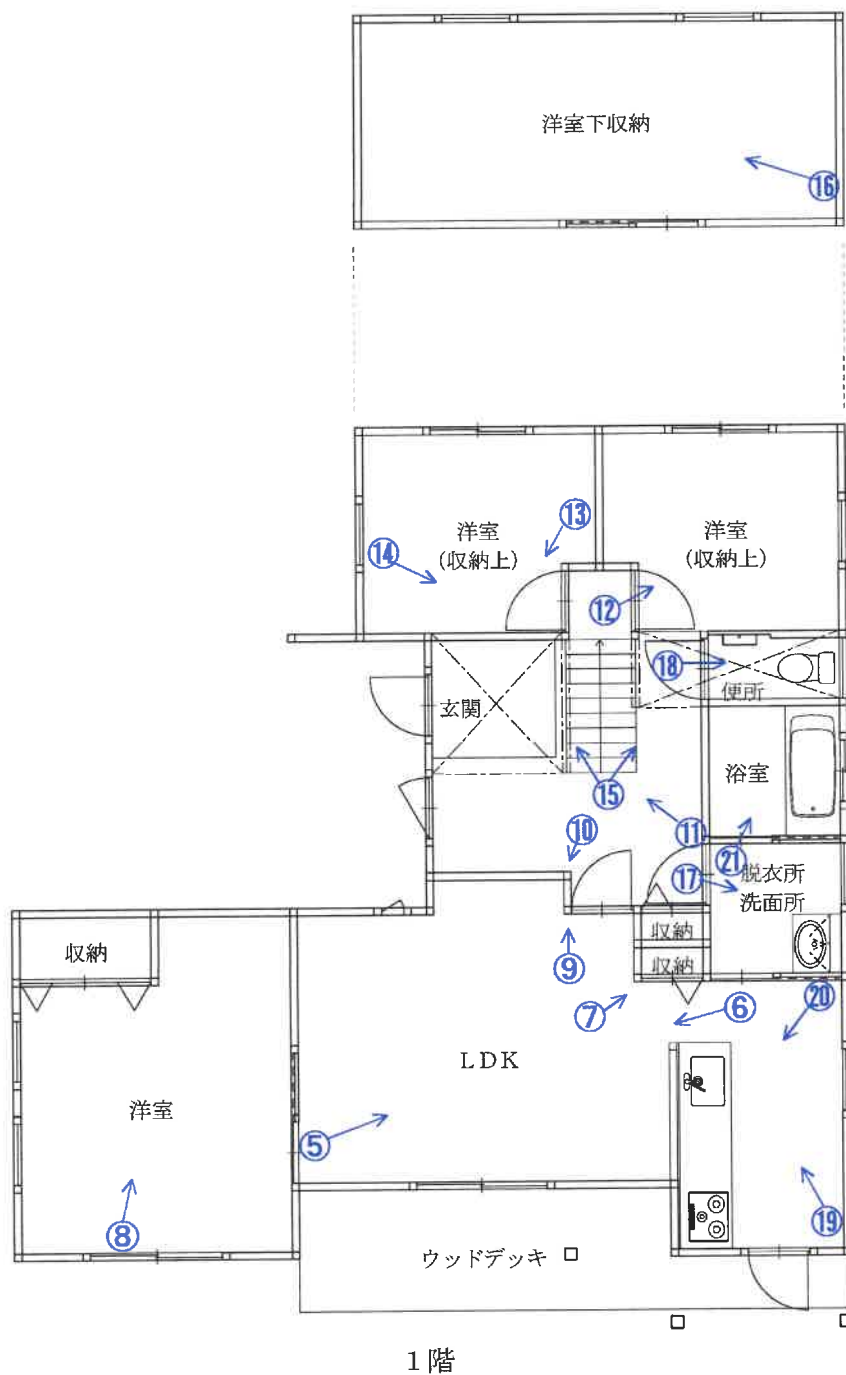 洋室下収納
⑯
洋室
(収納上)
⑬
⑭
洋室
(収納上)
⑫
玄関
⑱
便所
浴室
⑮
⑪
⑩
㉑
⑰
脱衣所
洗面所
収納
収納
収納
⑨
⑦
⑥
⑳
LDK
洋室
⑤
⑧
⑲
ウッドデッキ
1階